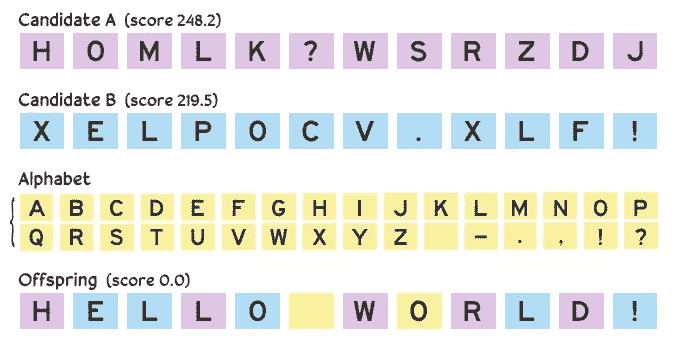 Candidate A (score 248.2)
H O M L K ? W S R Z D J
Candidate B (score 219.5)
X E L P O C V . X L F !
Alphabet
A B C D E F G H I J K L M N O P
Q R S T U V W X Y Z – . , ! ?
Offspring (score 0.0)
H E L L O W O R L D !